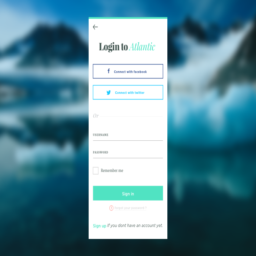 Login to Atlantic
Connect with facebook
Connect with twitter
Or
Username
Password
Remember me
Sign in
Sign up if you dont have an account yet